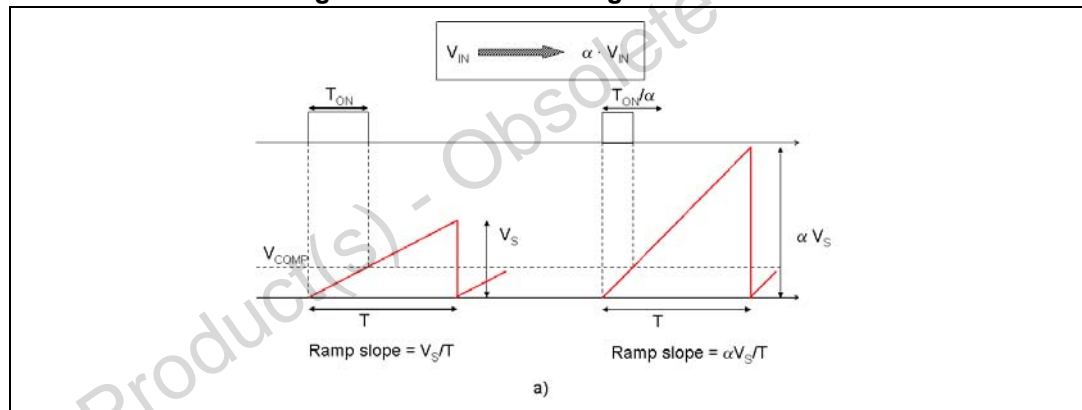 V_IN α · V_IN
T_ON T_ON/α
V_S
α V_S
V_COMP
T T
Ramp slope = V_S/T Ramp slope = αV_S/T
a)
Product(s) - Obsolete